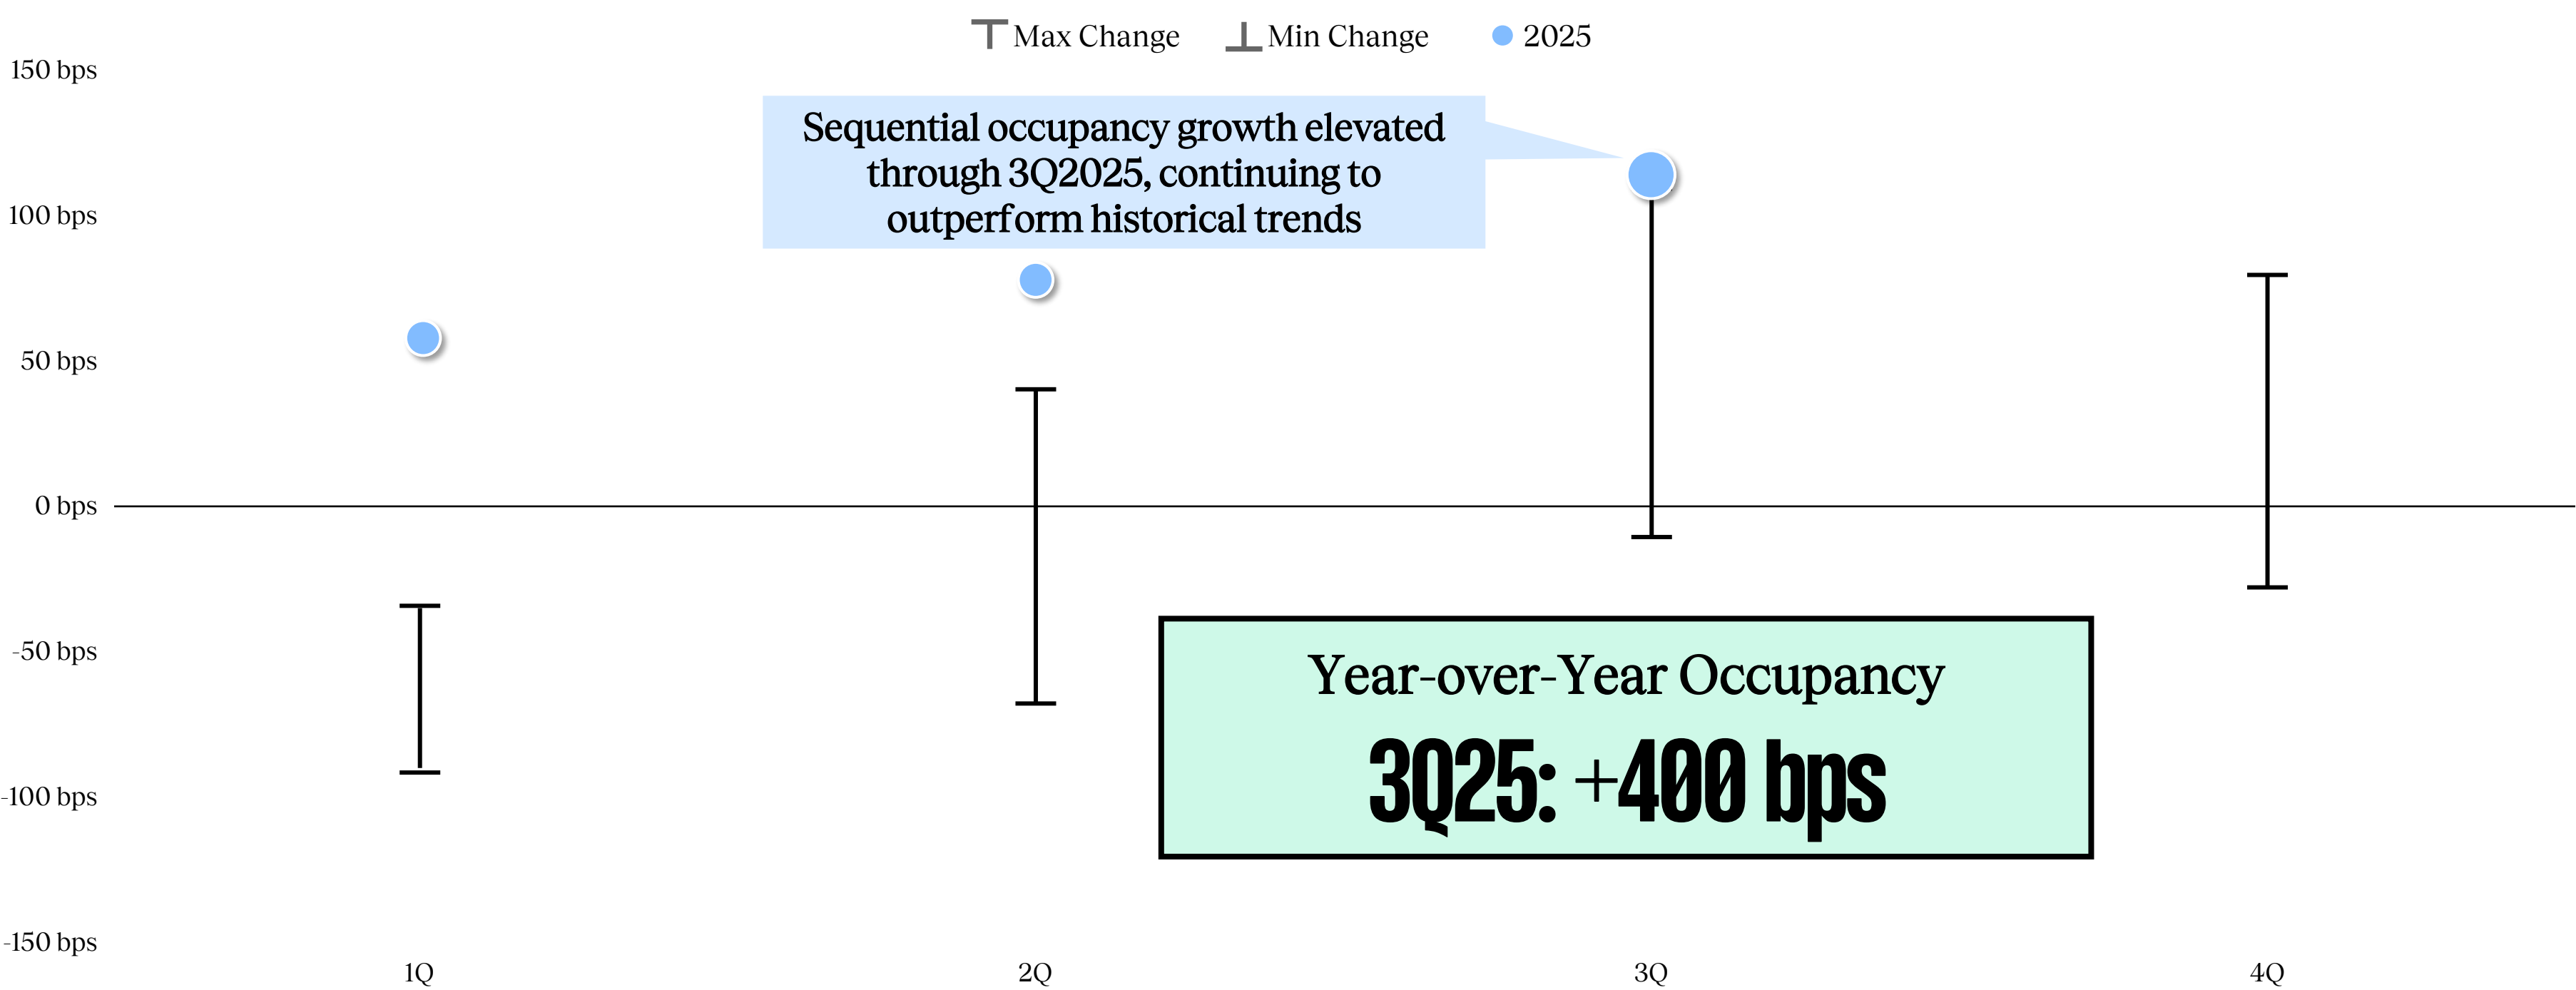 Max Change
Min Change
2025
150 bps
100 bps
50 bps
0 bps
-50 bps
-100 bps
-150 bps
Sequential occupancy growth elevated
through 3Q2025, continuing to
outperform historical trends
Year-over-Year Occupancy
3Q25: +400 bps
1Q
2Q
3Q
4Q